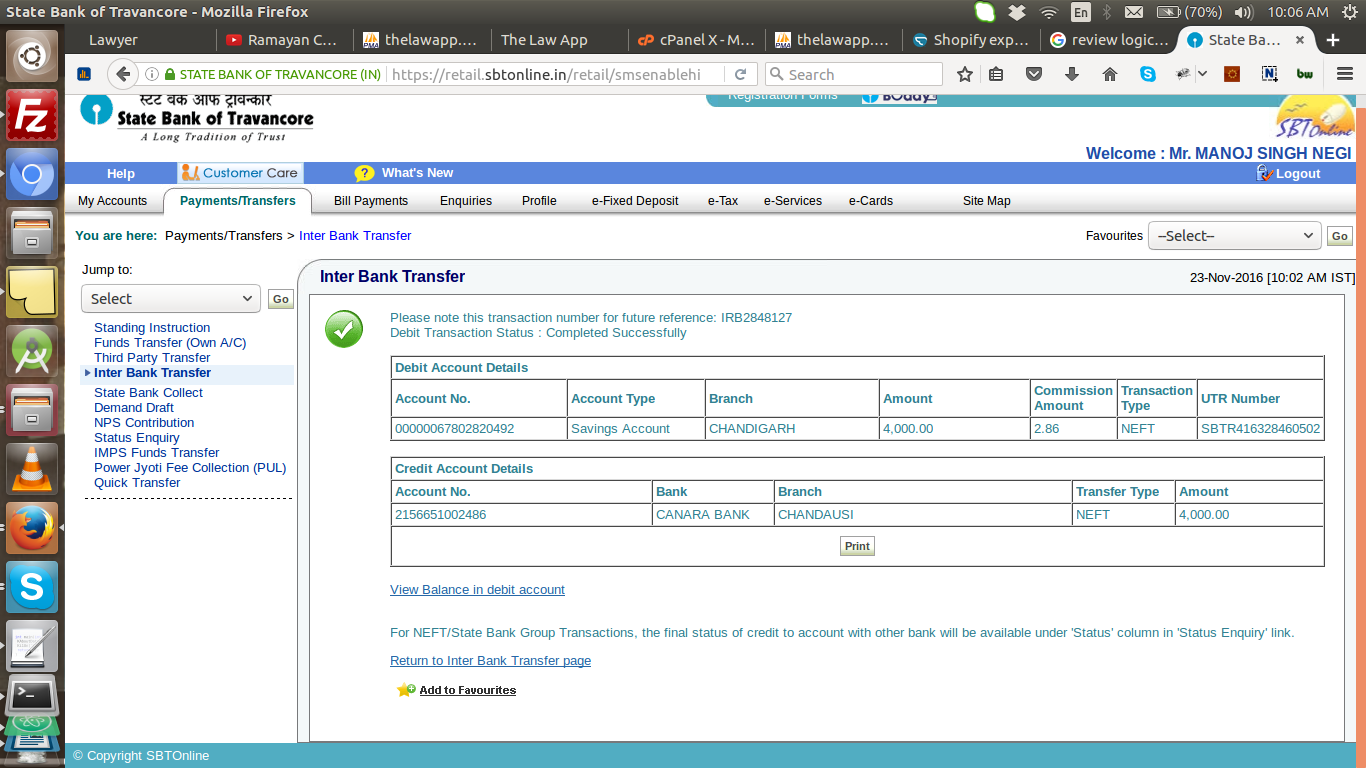 State Bank of Travancore - Mozilla Firefox
En
(70%)
10:06 AM
Lawyer
Ramayan C...
thelawapp....
The Law App
cPanel X - M...
thelawapp....
Shopify exp...
review logic...
State Ba...
STATE BANK OF TRAVANCORE (IN)
https://retail.sbtonline.in/retail/smsenablehi
Search
bw
State Bank of Travancore
A Long Tradition of Trust
Registration Forms
SBTOnline
Welcome : Mr. MANOJ SINGH NEGI
Help
Customer Care
? What's New
Logout
My Accounts
Payments/Transfers
Bill Payments
Enquiries
Profile
e-Fixed Deposit
e-Tax
e-Services
e-Cards
Site Map
You are here: Payments/Transfers > Inter Bank Transfer
Favourites
--Select--
Go
Jump to:
Select
Go
Standing Instruction
Funds Transfer (Own A/C)
Third Party Transfer
Inter Bank Transfer
State Bank Collect
Demand Draft
NPS Contribution
Status Enquiry
IMPS Funds Transfer
Power Jyoti Fee Collection (PUL)
Quick Transfer
Inter Bank Transfer
23-Nov-2016 [10:02 AM IST]
Please note this transaction number for future reference: IRB2848127
Debit Transaction Status : Completed Successfully
Debit Account Details
Account No. Account Type Branch Amount Commission Amount Transaction Type UTR Number
00000067802820492 Savings Account CHANDIGARH 4,000.00 2.86 NEFT SBTR416328460502
Credit Account Details
Account No. Bank Branch Transfer Type Amount
2156651002486 CANARA BANK CHANDAUSI NEFT 4,000.00
Print
View Balance in debit account
For NEFT/State Bank Group Transactions, the final status of credit to account with other bank will be available under 'Status' column in 'Status Enquiry' link.
Return to Inter Bank Transfer page
Add to Favourites
© Copyright SBTOnline